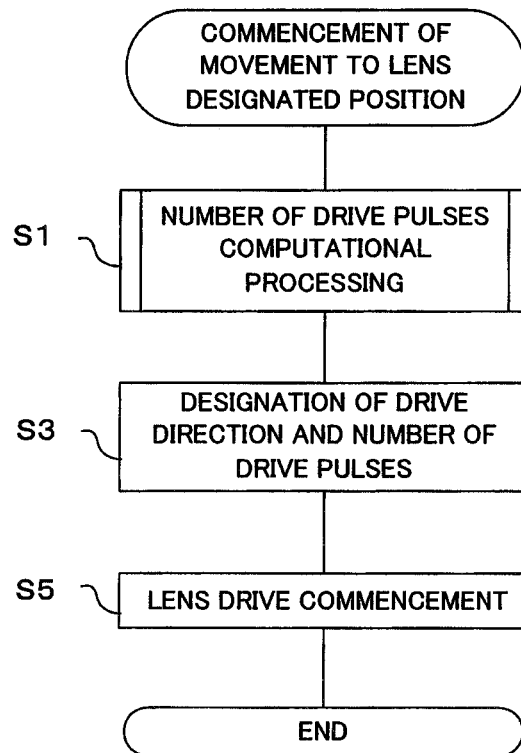 COMMENCEMENT OF
MOVEMENT TO LENS
DESIGNATED POSITION
S1
NUMBER OF DRIVE PULSES
COMPUTATIONAL
PROCESSING
S3
DESIGNATION OF DRIVE
DIRECTION AND NUMBER OF
DRIVE PULSES
S5
LENS DRIVE COMMENCEMENT
END